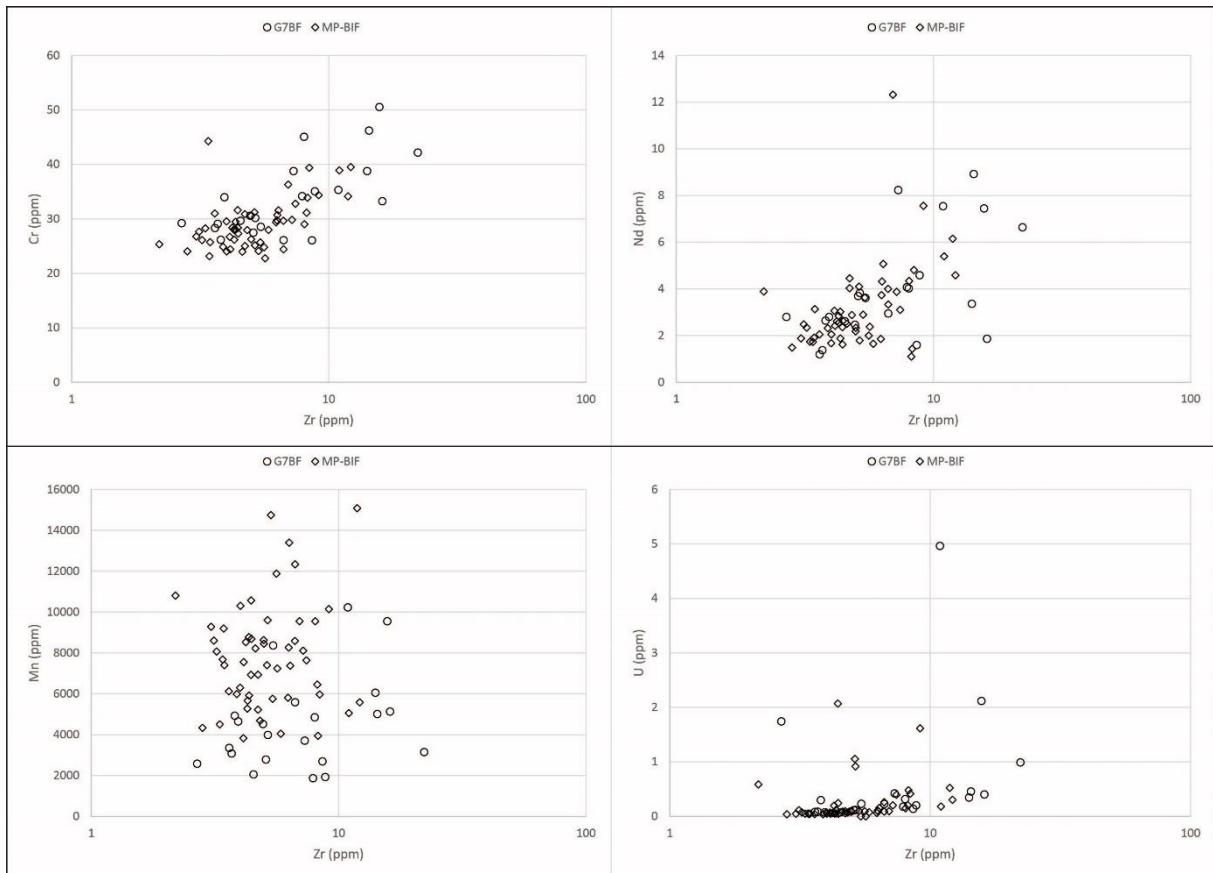 G7BF MP-BIF
60
50
40
30
20
10
0
Cr (ppm)
1 10 100
Zr (ppm)
G7BF MP-BIF
14
12
10
8
6
4
2
0
Nd (ppm)
1 10 100
Zr (ppm)
G7BF MP-BIF
16000
14000
12000
10000
8000
6000
4000
2000
0
Mn (ppm)
1 10 100
Zr (ppm)
G7BF MP-BIF
6
5
4
3
2
1
0
U (ppm)
1 10 100
Zr (ppm)